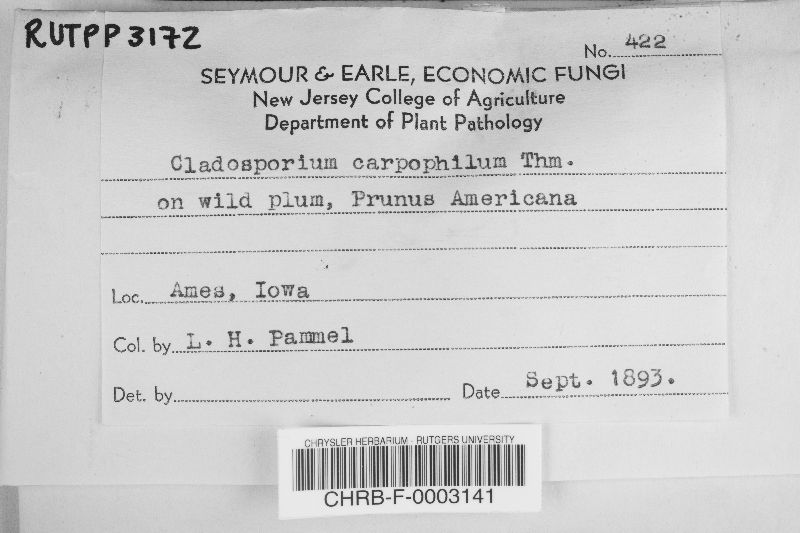 RUTPP3172
No. 422
SEYMOUR & EARLE, ECONOMIC FUNGI
New Jersey College of Agriculture
Department of Plant Pathology
Cladosporium carpophilum Thm.
on wild plum, Prunus Americana
Loc. Ames, Iowa
Col. by L. H. Pammel
Det. by
Date Sept. 1893.
CHRYSLER HERBARIUM - RUTGERS UNIVERSITY
CHRB-F-0003141